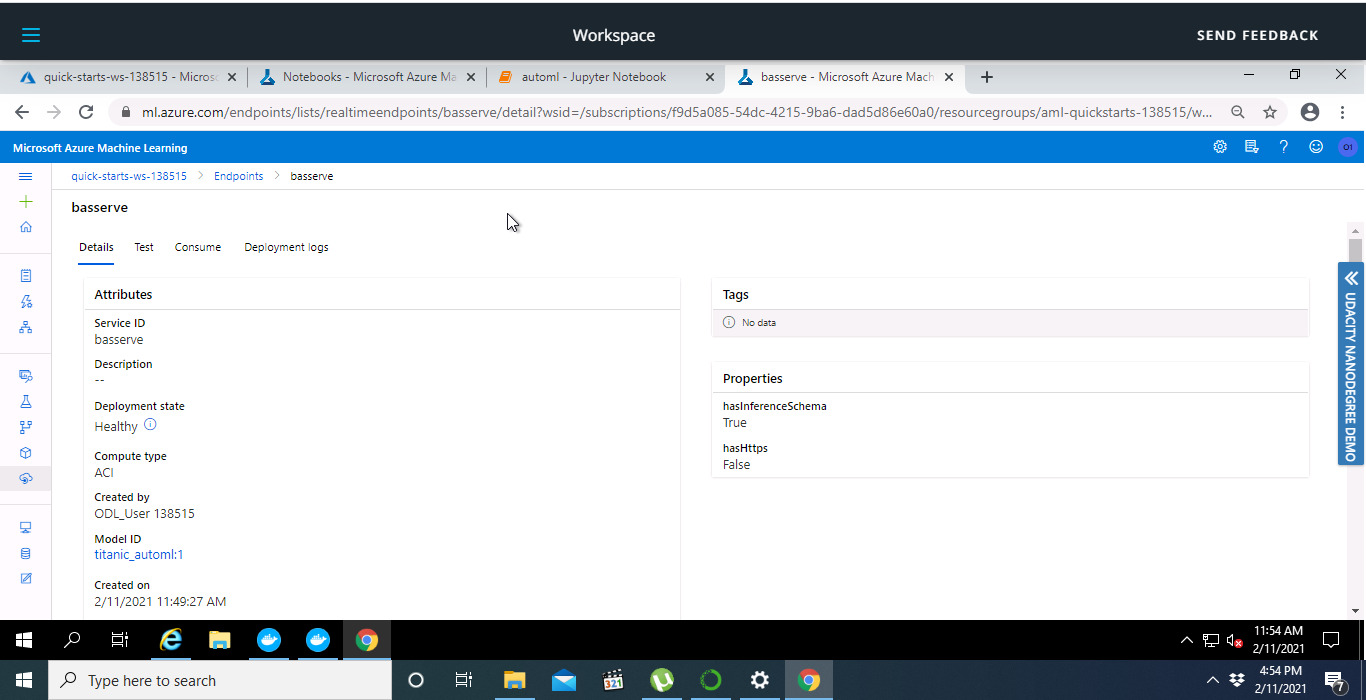 Workspace
SEND FEEDBACK
quick-starts-ws-138515 - Microso
Notebooks - Microsoft Azure Ma
automl - Jupyter Notebook
basserve - Microsoft Azure Mach
ml.azure.com/endpoints/lists/realtimeendpoints/basserve/detail?wsid=/subscriptions/f9d5a085-54dc-4215-9ba6-dad5d86e60a0/resourcegroups/aml-quickstarts-138515/w...
Microsoft Azure Machine Learning
O1
quick-starts-ws-138515 > Endpoints > basserve
basserve
Details Test Consume Deployment logs
Attributes
Service ID
basserve
Description
--
Deployment state
Healthy
Compute type
ACI
Created by
ODL_User 138515
Model ID
titanic_automl:1
Created on
2/11/2021 11:49:27 AM
Tags
No data
Properties
hasInferenceSchema
True
hasHttps
False
UDACITY NANODEGREE DEMO
11:54 AM
2/11/2021
Type here to search
321
4:54 PM
2/11/2021
7